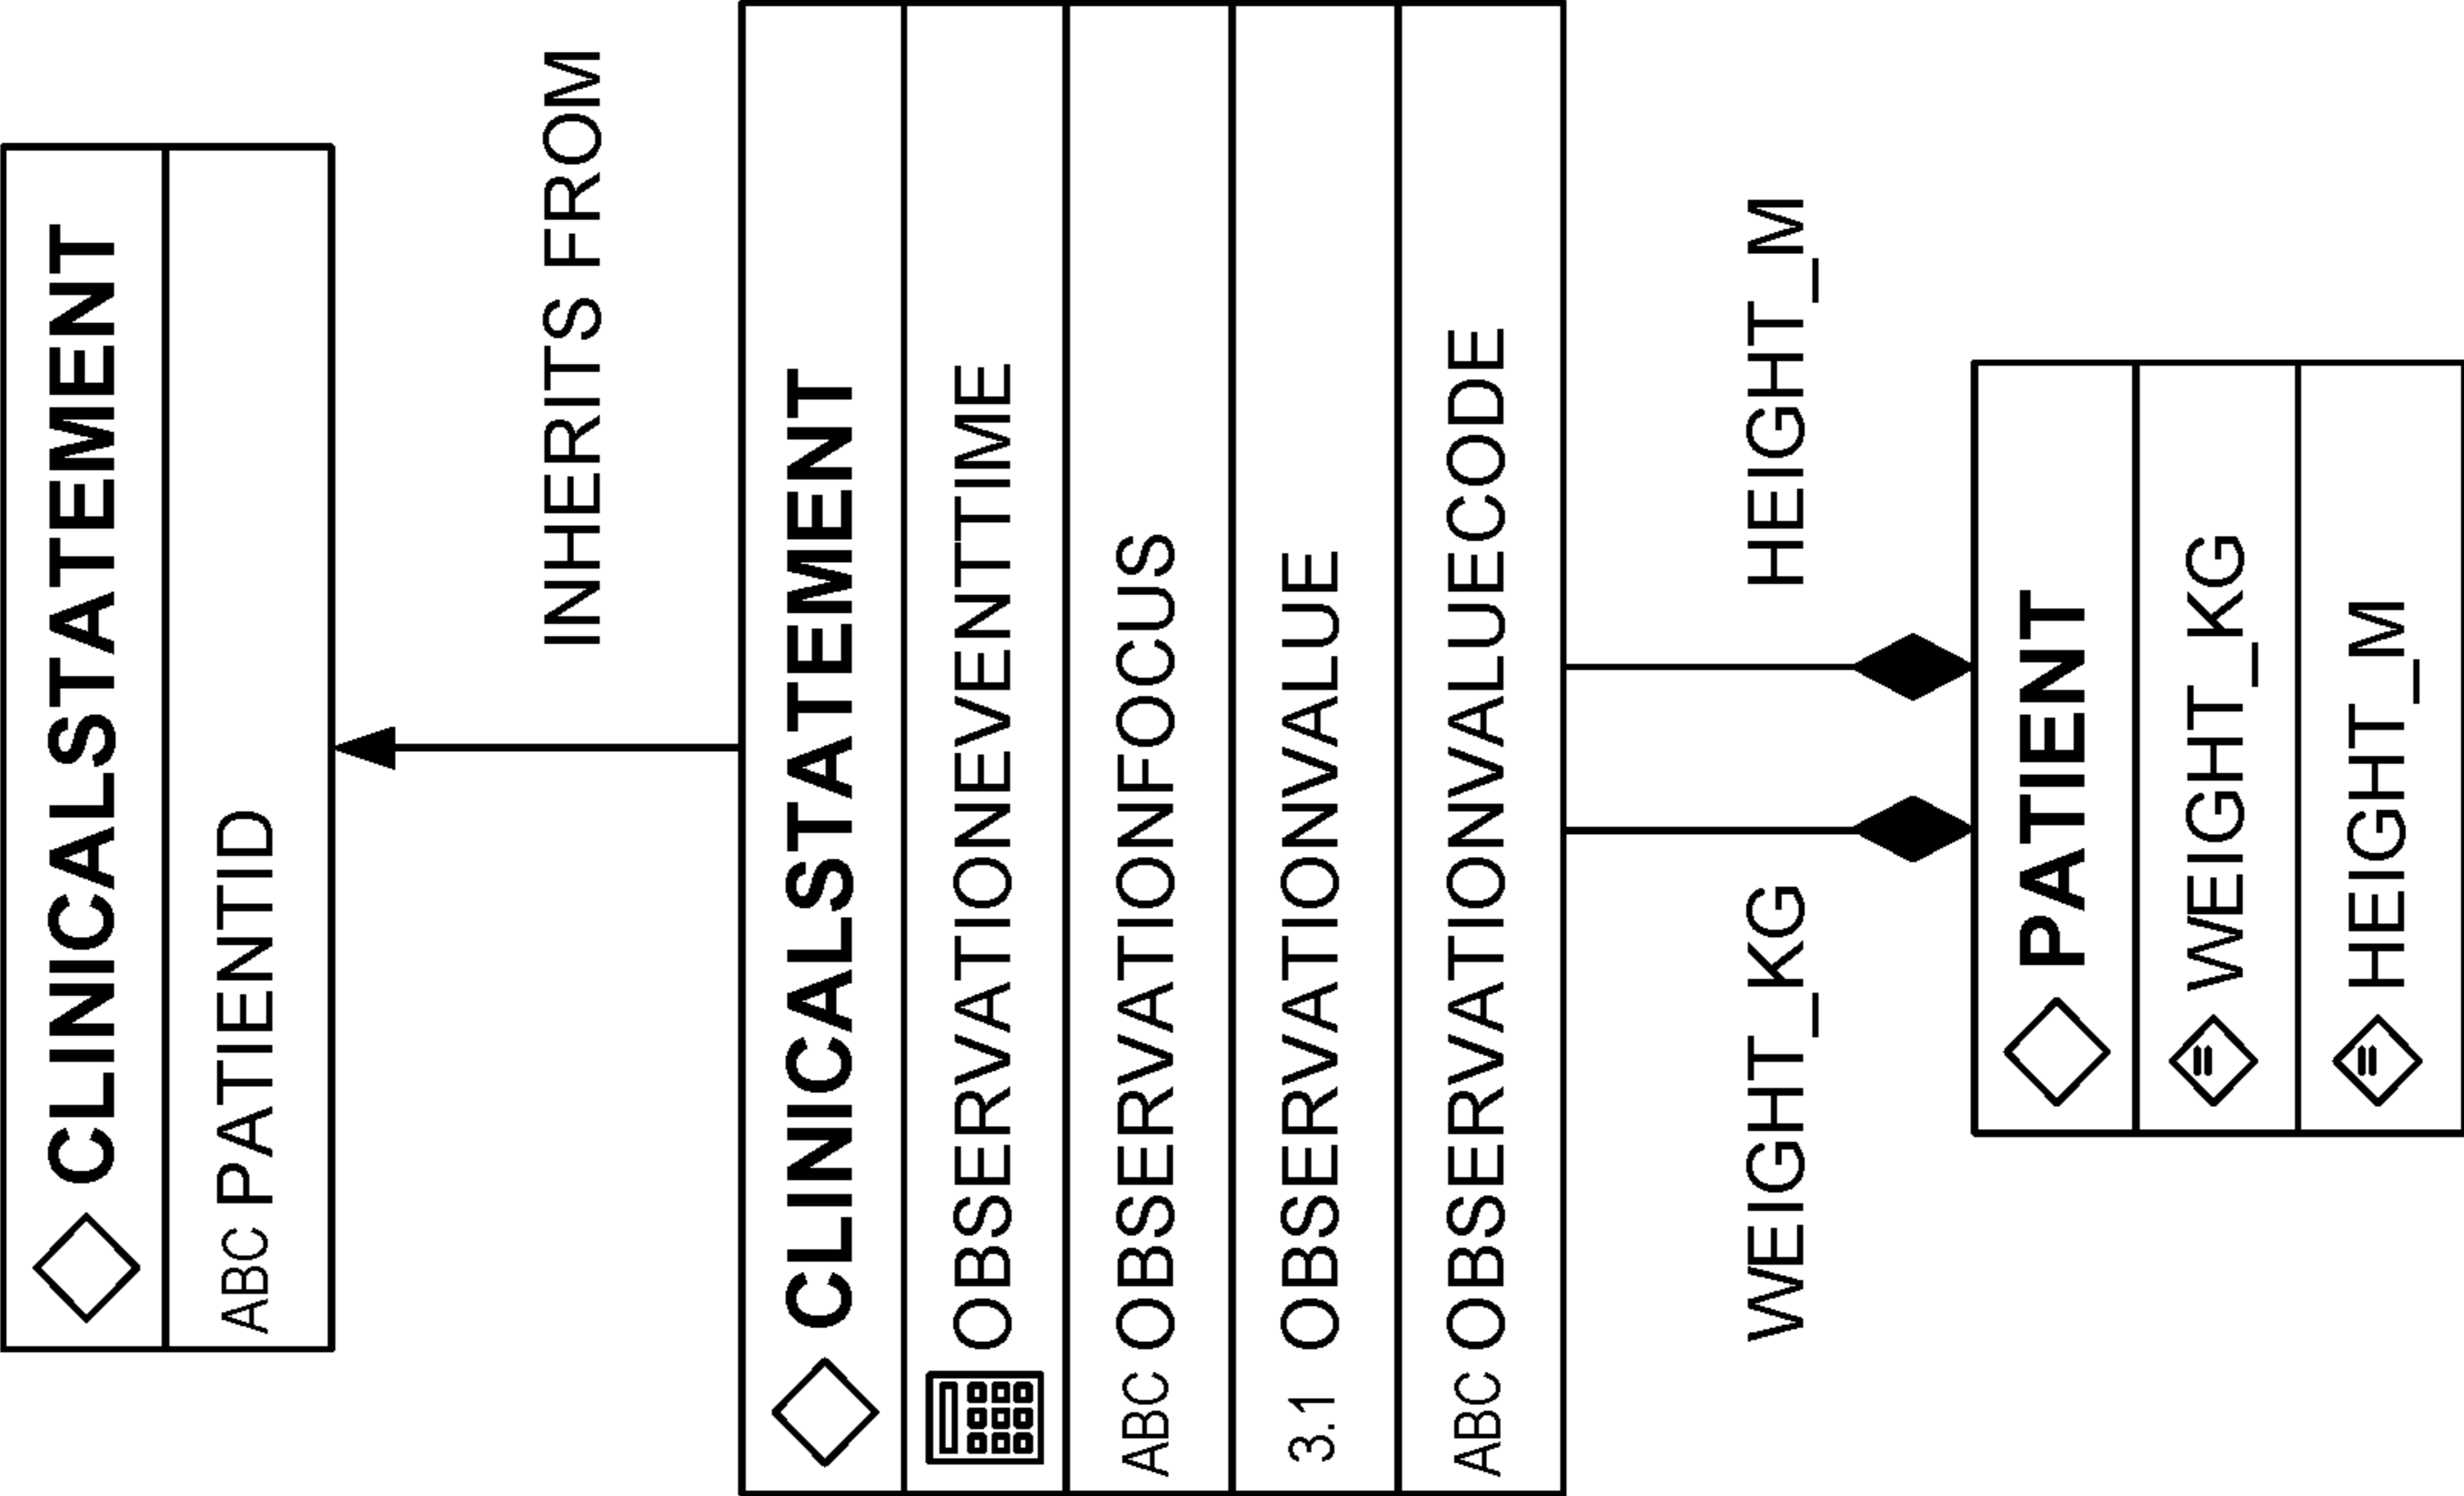 CLINICALSTATEMENT
ABC PATIENTID
INHERITS FROM
CLINICALSTATEMENT
OBSERVATIONEVENTTIME
ABC OBSERVATIONFOCUS
3.1 OBSERVATIONVALUE
ABC OBSERVATIONVALUECODE
WEIGHT_KG
HEIGHT_M
PATIENT
WEIGHT_KG
HEIGHT_M